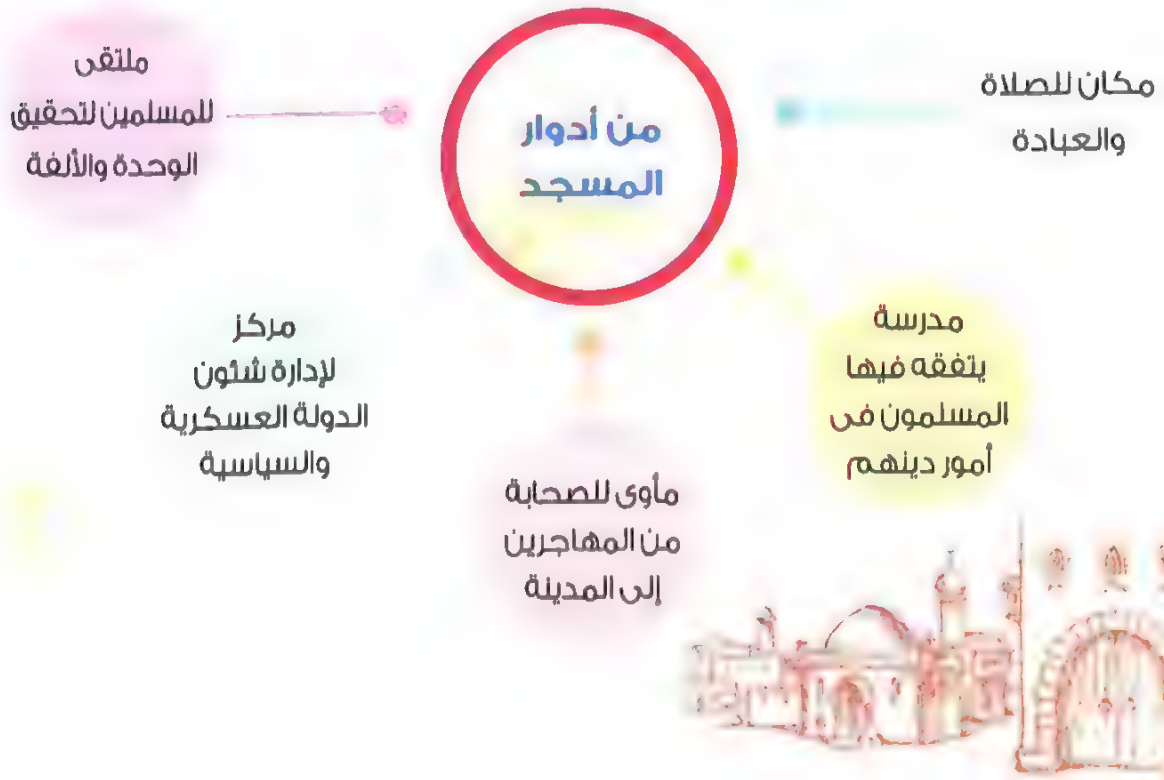 من أدوار
المسجد
مكان للصلاة
والعبادة
مدرسة
يتفقه فيها
المسلمون فى
أمور دينهم
مأوى للصحابة
من المهاجرين
إلى المدينة
مركز
لإدارة شئون
الدولة العسكرية
والسياسية
ملتقى
للمسلمين لتحقيق
الوحدة والألفة